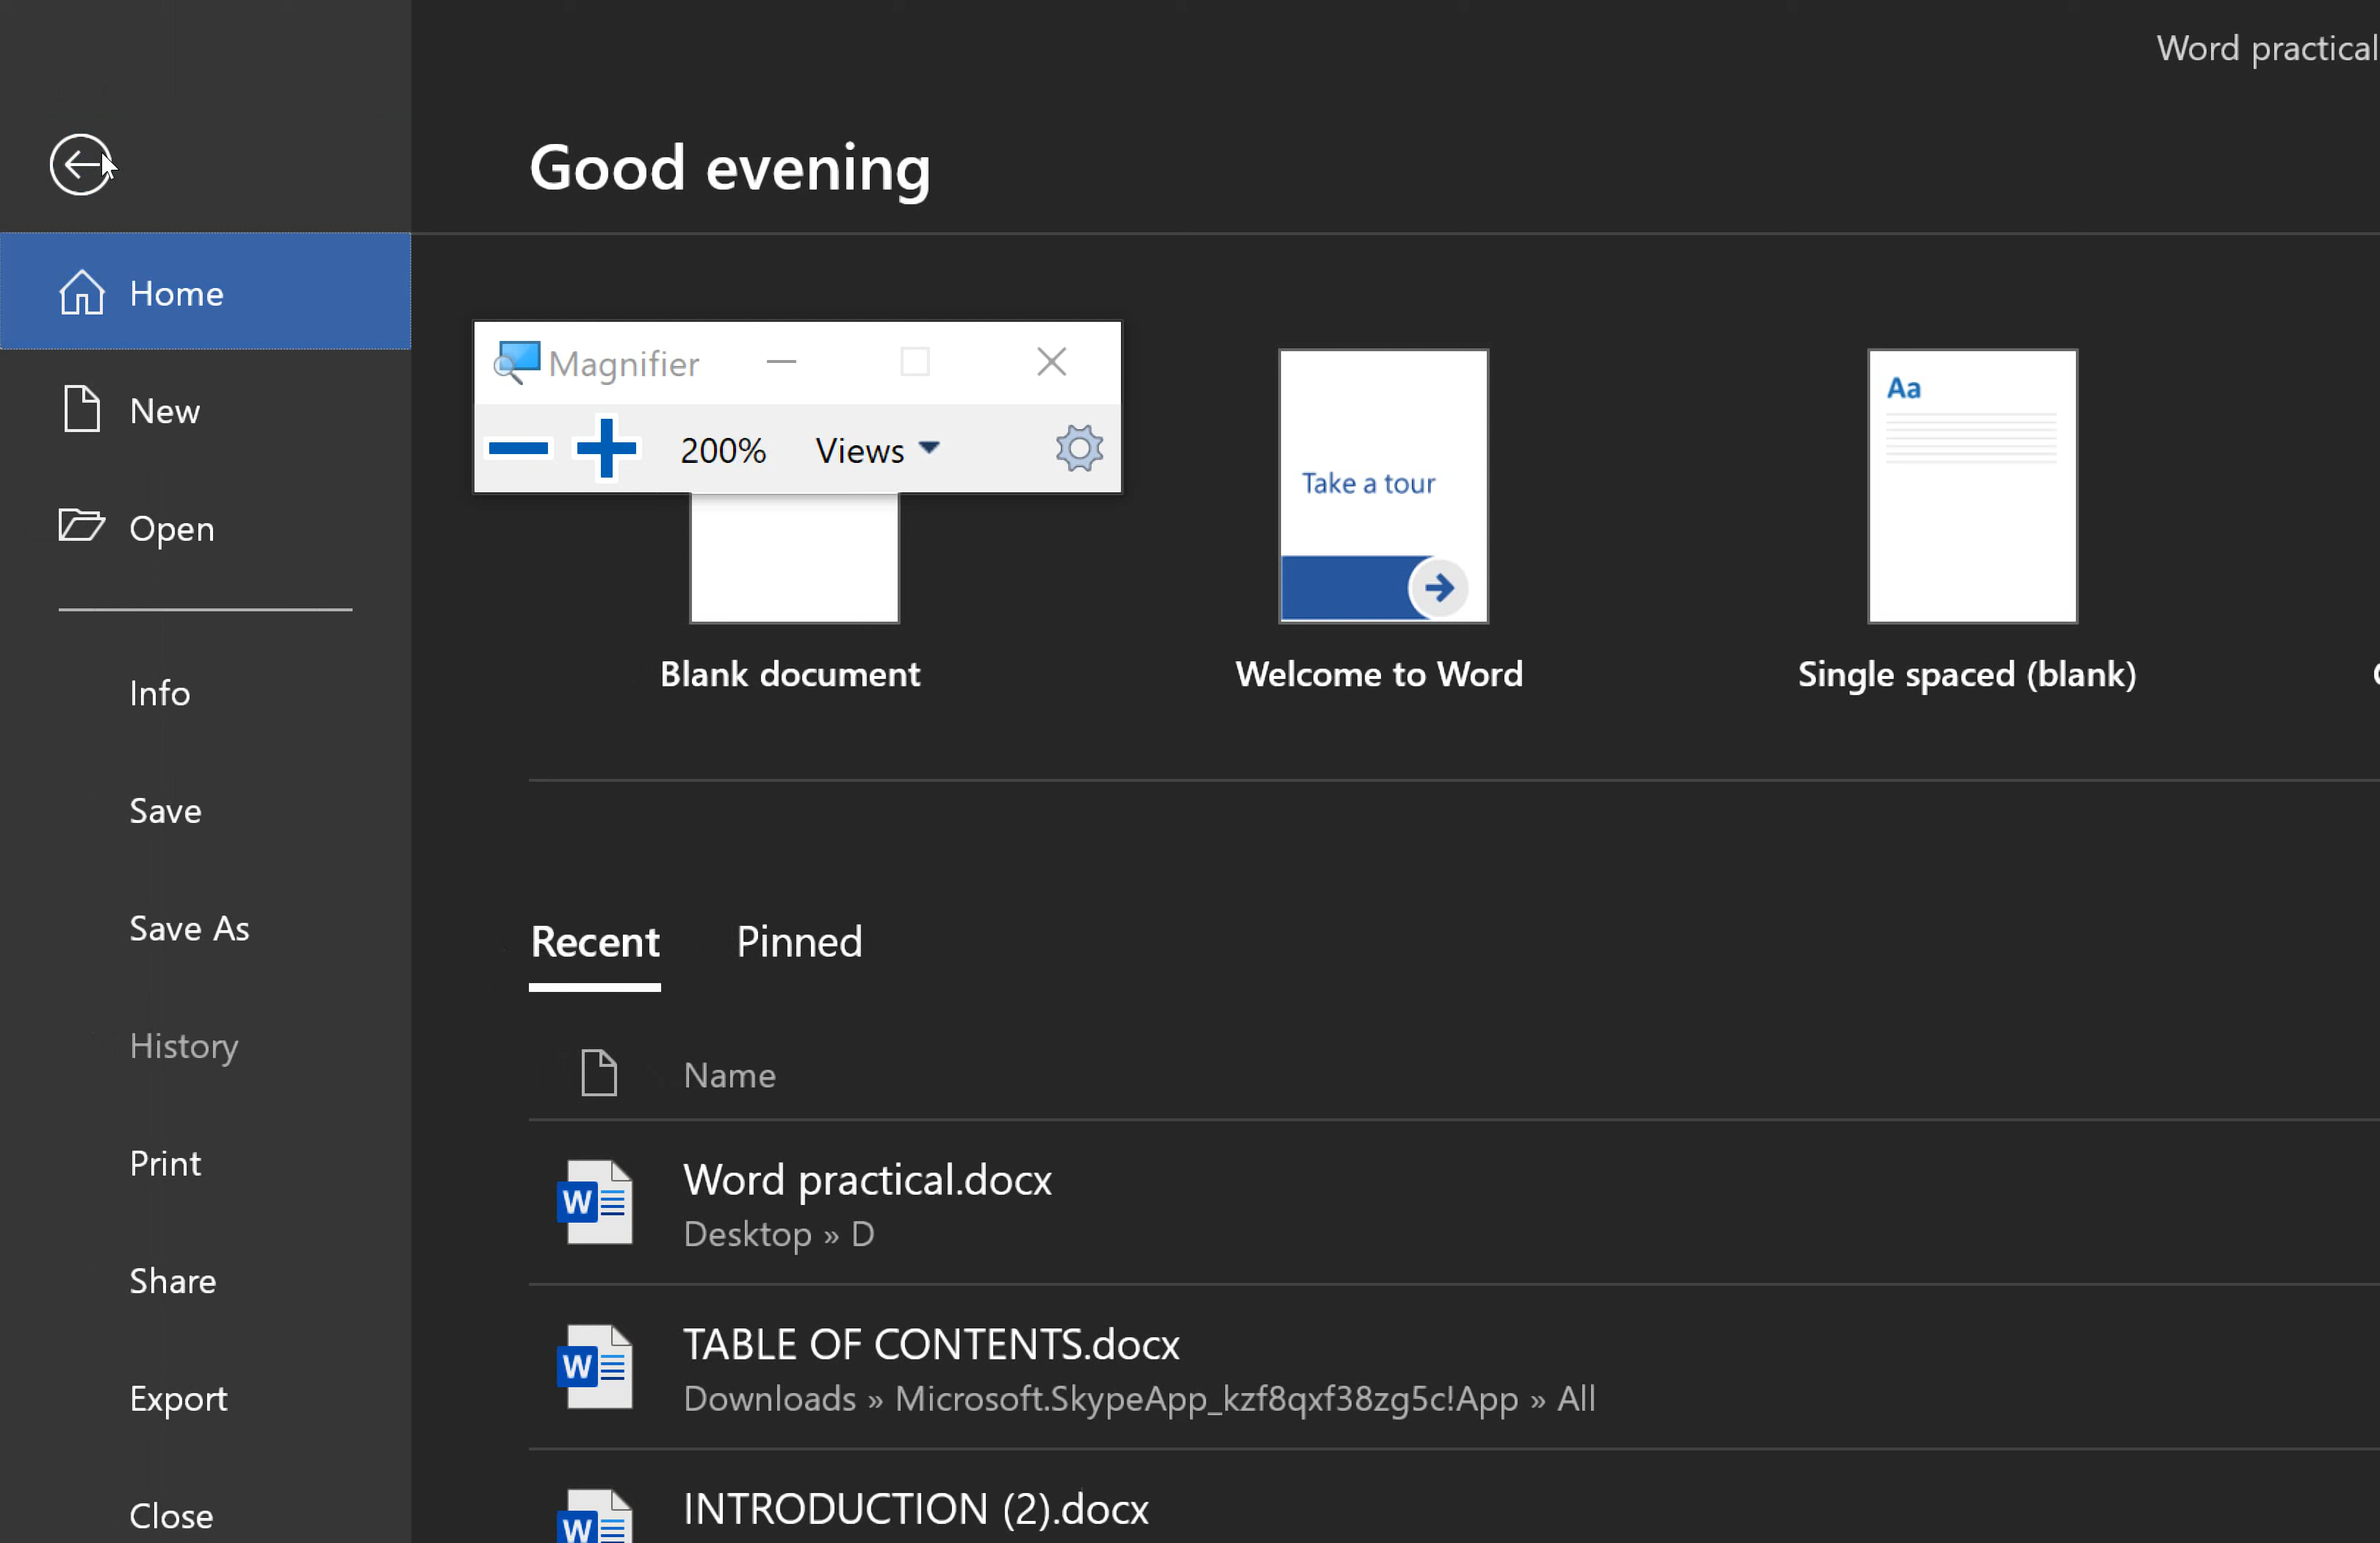 Word practical
Good evening
Home
New
Open
Info
Save
Save As
History
Print
Share
Export
Close
Magnifier
200% Views
Take a tour
Aa
Blank document
Welcome to Word
Single spaced (blank)
Recent Pinned
Name
W
Word practical.docx
Desktop » D
W
TABLE OF CONTENTS.docx
Downloads » Microsoft.SkypeApp_kzf8qxf38zg5c!App » All
W
INTRODUCTION (2).docx